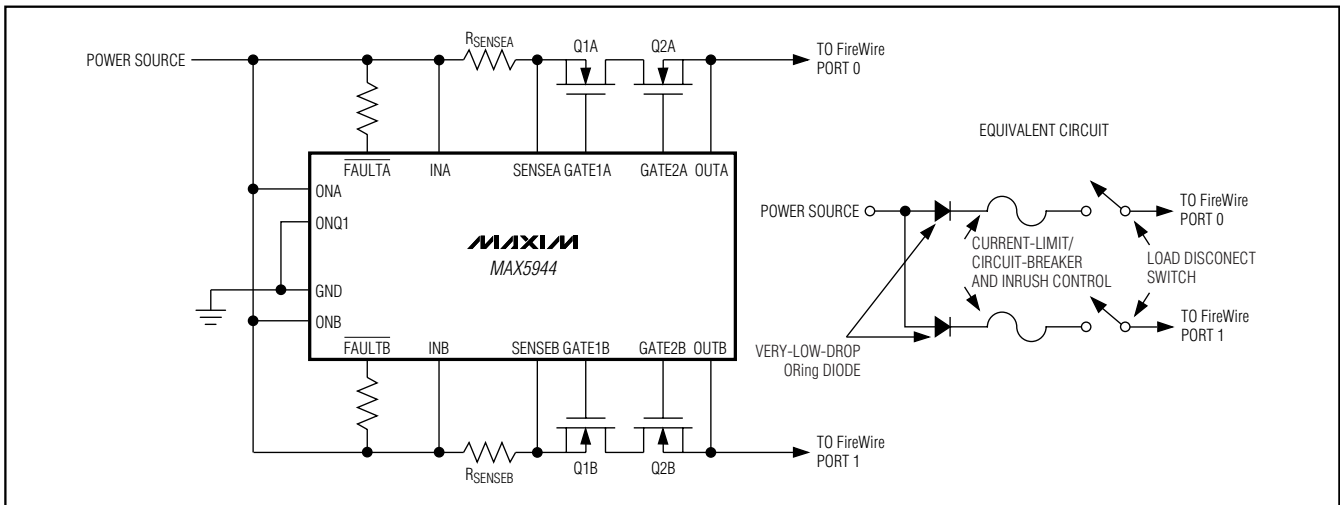 RSENSEA
Q1A
Q2A
POWER SOURCE
TO FireWire
PORT 0
FAULTA
INA
SENSEA GATE1A
GATE2A OUTA
ONA
ONQ1
MAXIM
MAX5944
GND
ONB
FAULTB
INB
SENSEB GATE1B
GATE2B OUTB
RSENSEB
Q1B
Q2B
TO FireWire
PORT 1
EQUIVALENT CIRCUIT
POWER SOURCE
TO FireWire
PORT 0
CURRENT-LIMIT/
CIRCUIT-BREAKER
AND INRUSH CONTROL
LOAD DISCONECT
SWITCH
VERY-LOW-DROP
ORing DIODE
TO FireWire
PORT 1